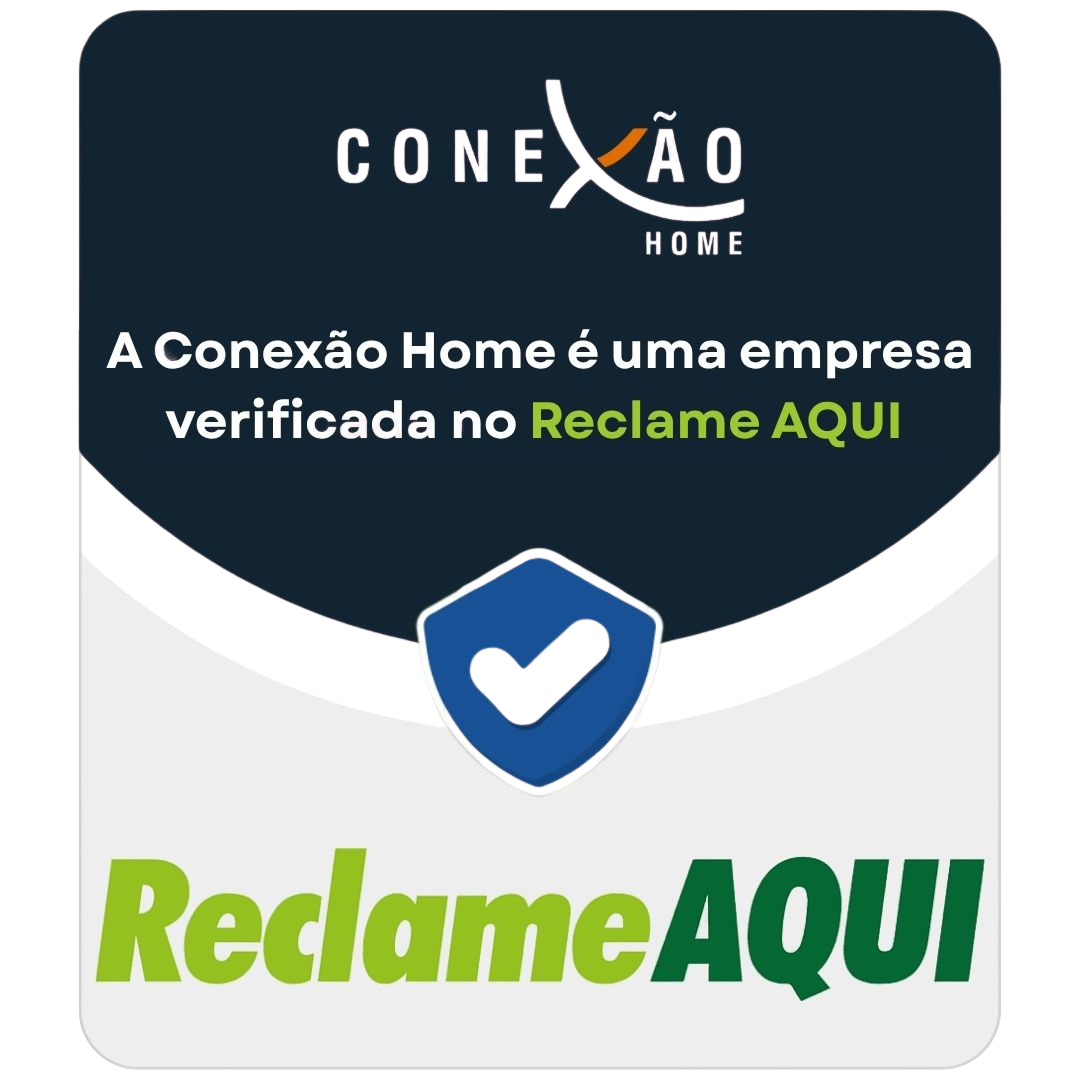 CONEXÃO
HOME
A Conexão Home é uma empresa
verificada no Reclame AQUI
ReclameAQUI